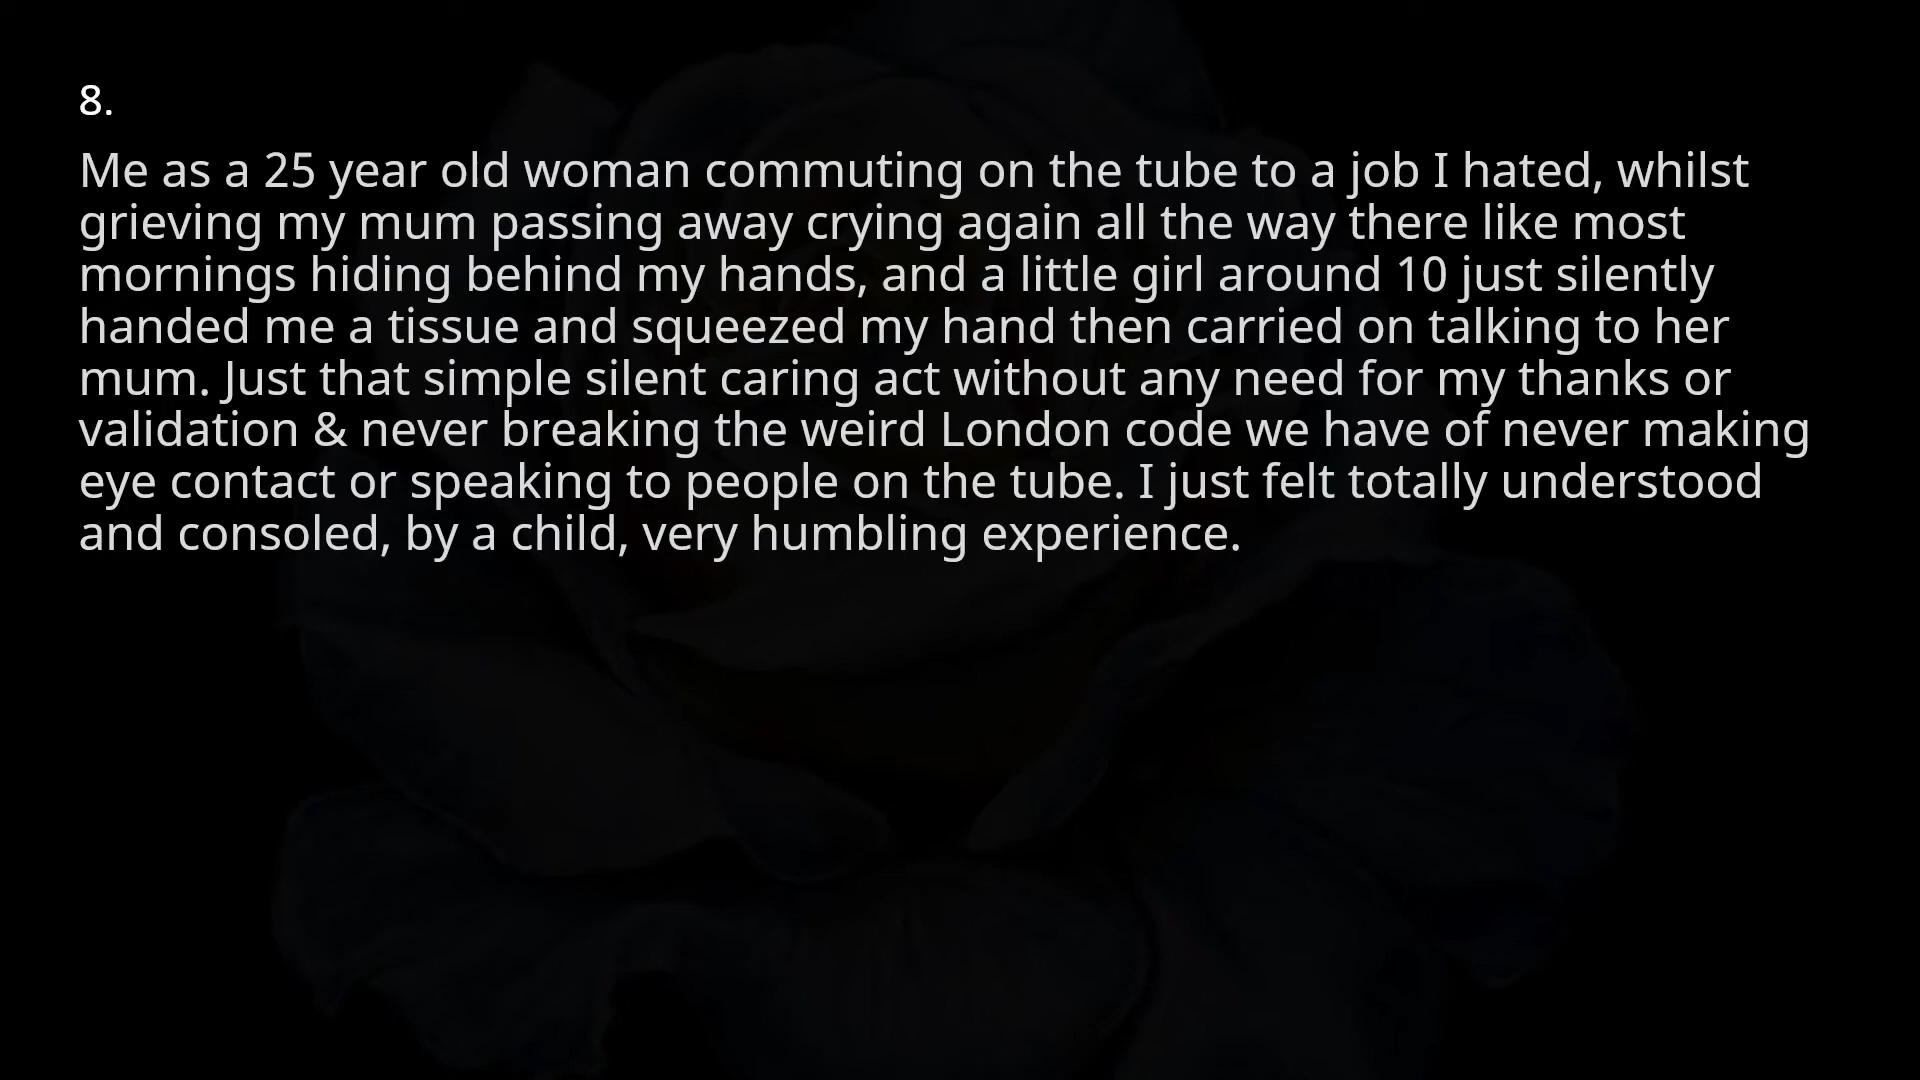 8.
Me as a 25 year old woman commuting on the tube to a job I hated, whilst
grieving my mum passing away crying again all the way there like most
mornings hiding behind my hands, and a little girl around 10 just silently
handed me a tissue and squeezed my hand then carried on talking to her
mum. Just that simple silent caring act without any need for my thanks or
validation & never breaking the weird London code we have of never making
eye contact or speaking to people on the tube. I just felt totally understood
and consoled, by a child, very humbling experience.